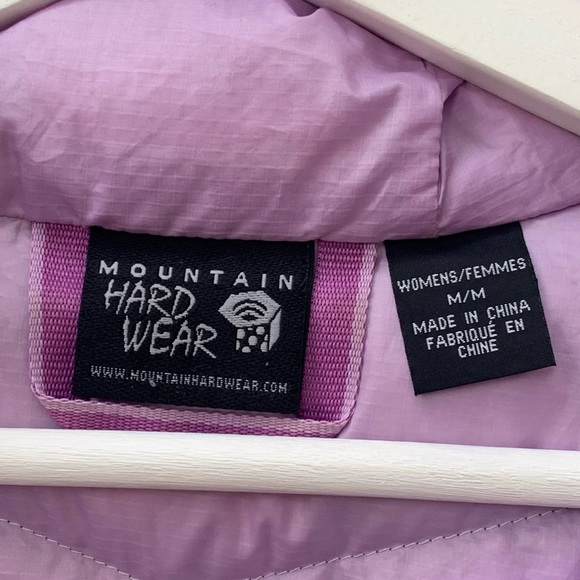 MOUNTAIN
HARD
WEAR
WWW.MOUNTAINHARDWEAR.COM
WOMENS/FEMMES
M/M
MADE IN CHINA
FABRIQUÉ EN
CHINE